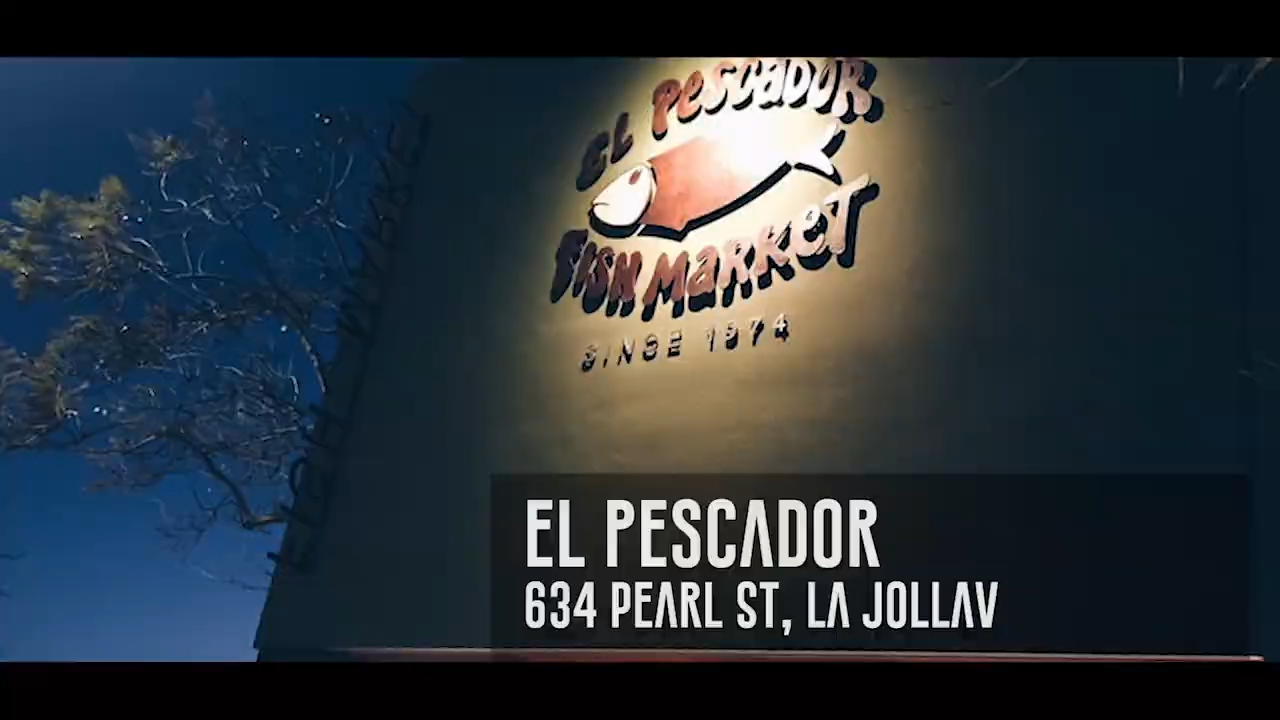 EL PESCADOR
FISH MARKET
SINCE 1974
EL PESCADOR
634 PEARL ST, LA JOLLAV